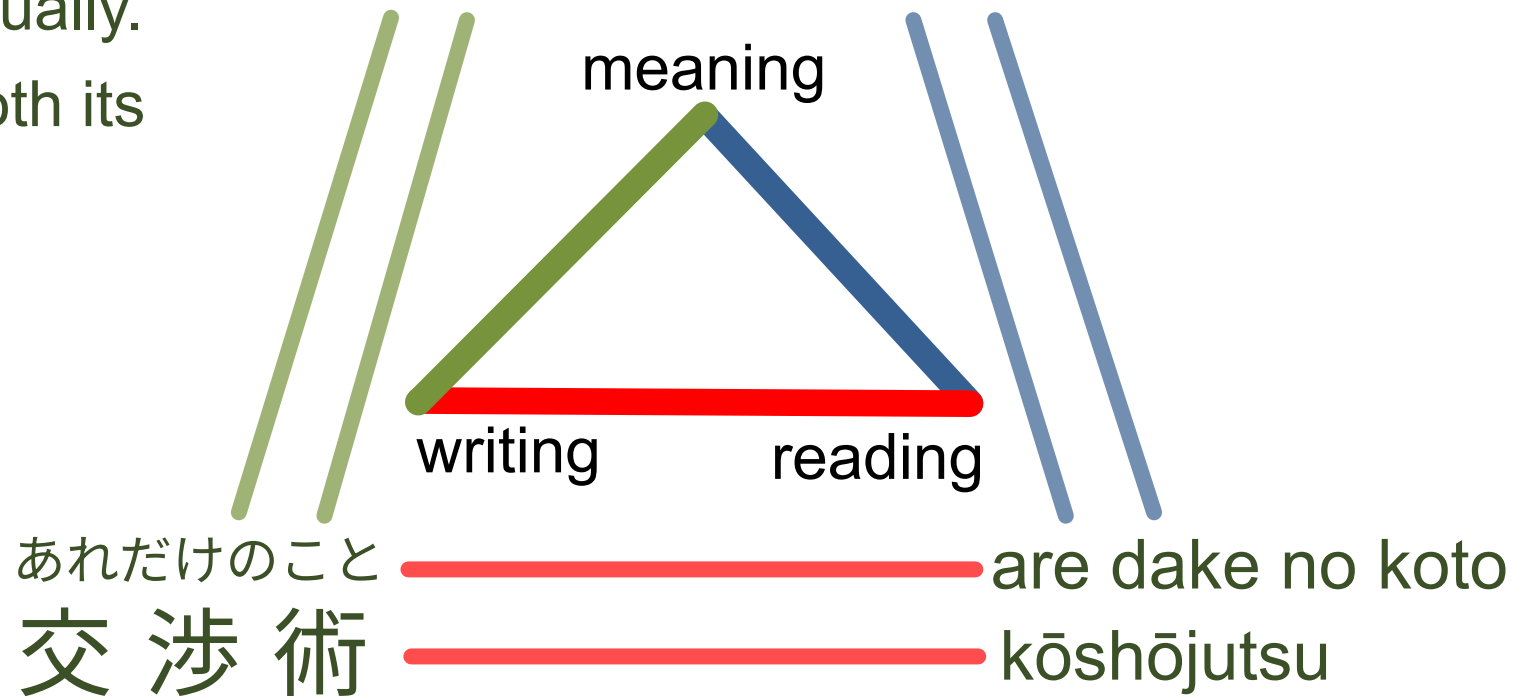 ually.
oth its
meaning
writing
reading
あれだけのこと
are dake no koto
交渉術
kōshōjutsu